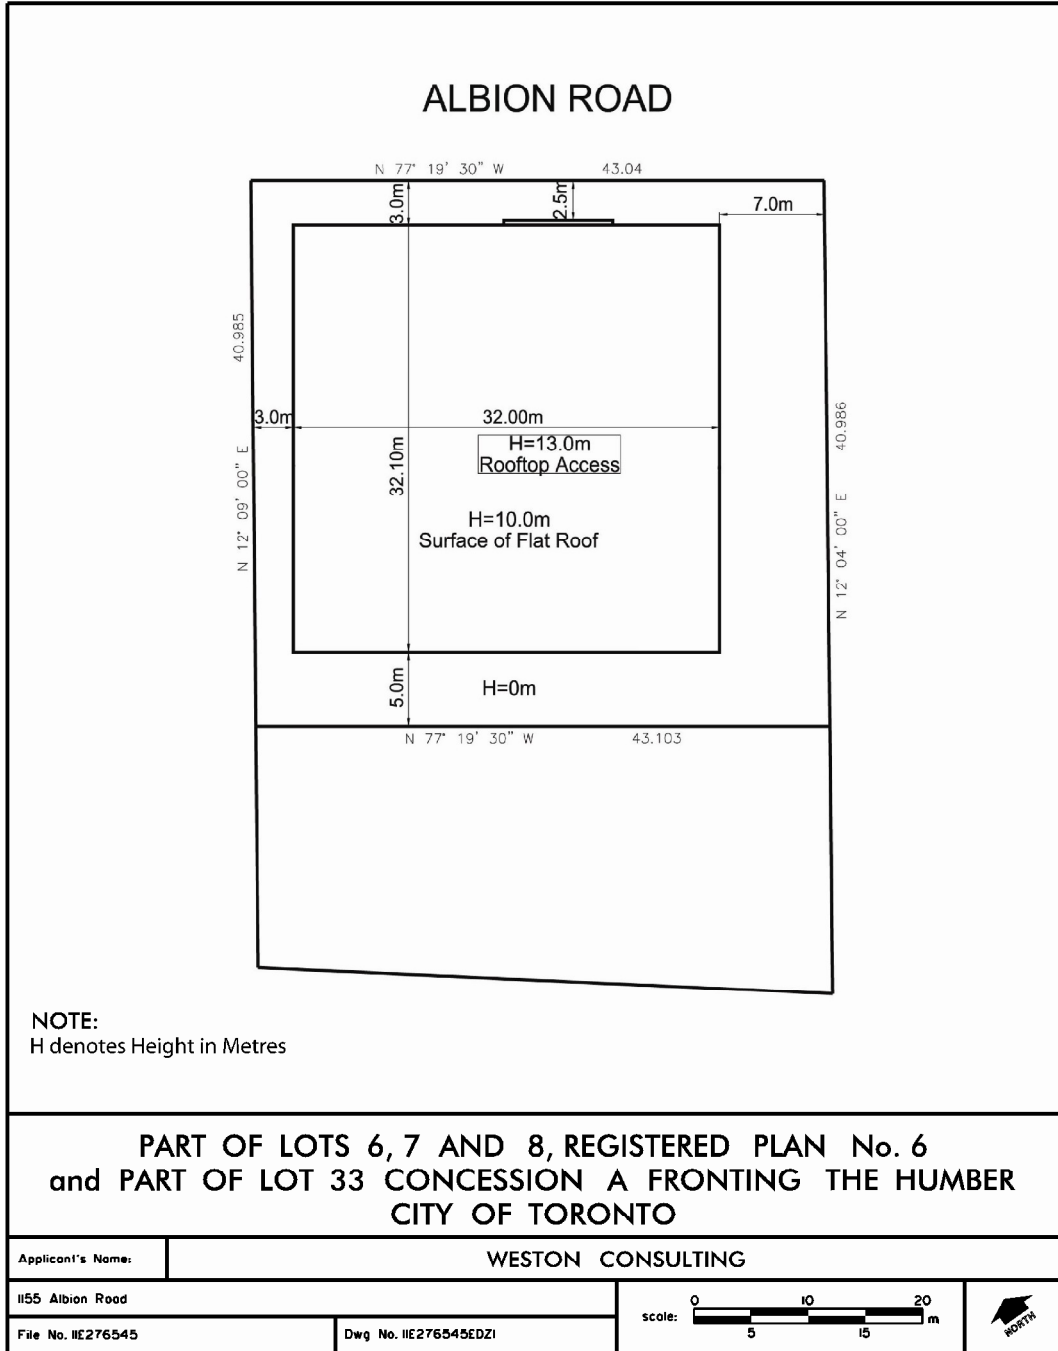 ALBION ROAD
N 77° 19' 30" W 43.04
3.0m
2.5m
7.0m
40.985
N 12° 09' 00" E
3.0m
32.00m
H=13.0m
Rooftop Access
32.10m
H=10.0m
Surface of Flat Roof
40.986
N 12° 04' 00" E
5.0m
H=0m
N 77° 19' 30" W 43.103
NOTE:
H denotes Height in Metres
PART OF LOTS 6, 7 AND 8, REGISTERED PLAN No. 6
and PART OF LOT 33 CONCESSION A FRONTING THE HUMBER
CITY OF TORONTO
Applicant's Name: WESTON CONSULTING
1155 Albion Road
File No. 11E276545
Dwg No. 11E276545EDZ1
scale: 0 10 20 m
5 15
NORTH